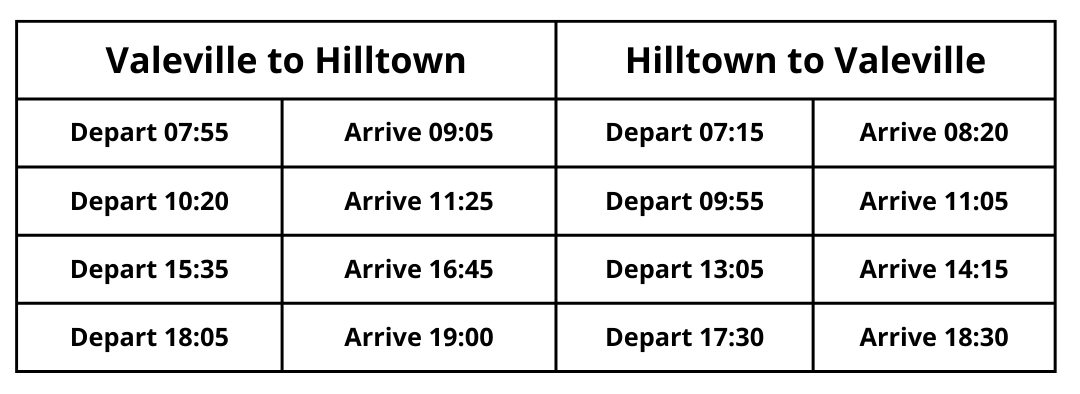 Valeville to Hilltown Hilltown to Valeville
Depart 07:55 Arrive 09:05 Depart 07:15 Arrive 08:20
Depart 10:20 Arrive 11:25 Depart 09:55 Arrive 11:05
Depart 15:35 Arrive 16:45 Depart 13:05 Arrive 14:15
Depart 18:05 Arrive 19:00 Depart 17:30 Arrive 18:30